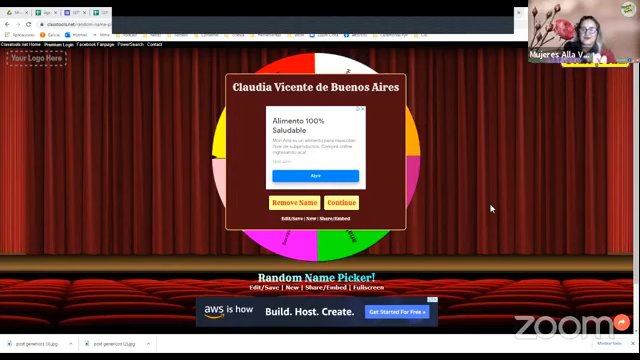 classtools.net/random-name-p
Aplicaciones
Classtools.net Home Premium Login Facebook Fanpage PowerSearch Contact
Your Logo Here
Mujeres Alla V...
Claudia Vicente de Buenos Aires
Alimento 100%
Saludable
Abrir
Remove Name Continue
Edit/Save | New | Share/Embed
Random Name Picker!
Edit/Save | New | Share/Embed | Fullscreen
aws is how Build. Host. Create. Get Started For Free >
zoom
post genericos (3).jpg
post genericos (2).jpg
Mostrar todo